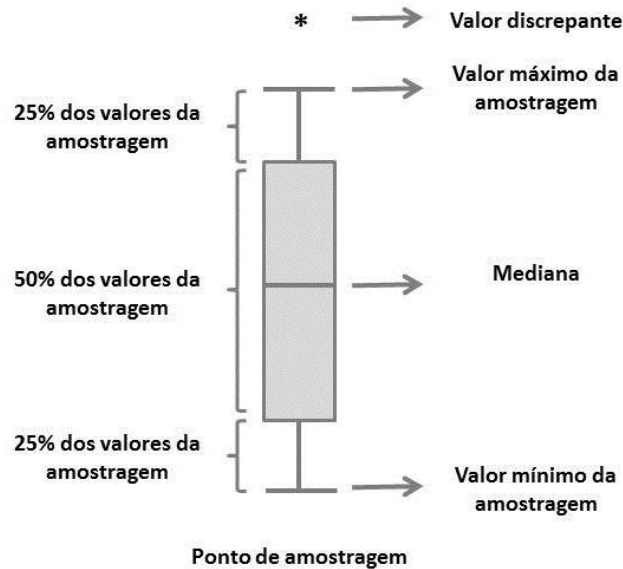 * Valor discrepante
Valor máximo da
amostragem
25% dos valores da
amostragem
50% dos valores da
amostragem
Mediana
25% dos valores da
amostragem
Valor mínimo da
amostragem
Ponto de amostragem